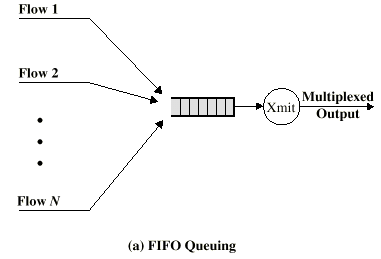 Flow 1
Flow 2
Flow N
Xmit
Multiplexed
Output
(a) FIFO Queuing